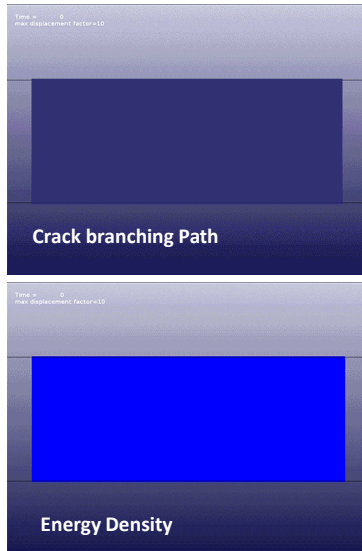 Time =        0
max displacement factor=10
Crack branching Path
Time =        0
max displacement factor=10
Energy Density